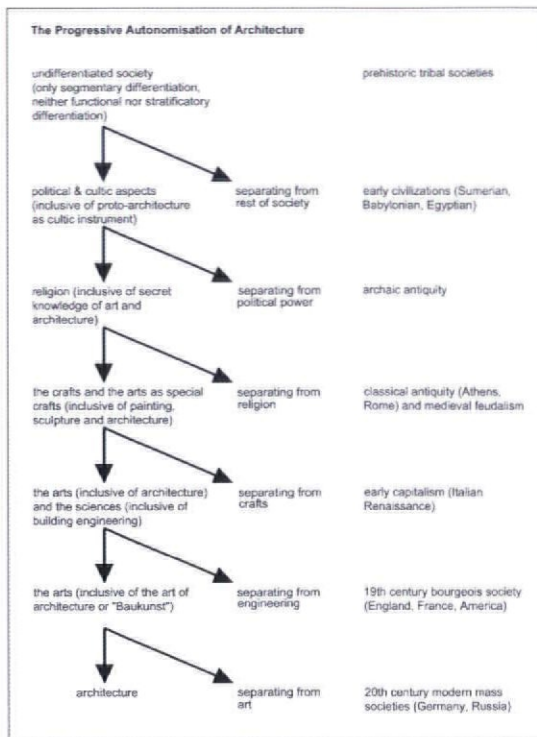 The Progressive Autonomisation of Architecture
undifferentiated society
(only segmentary differentiation,
neither functional nor stratificatory
differentiation)
prehistoric tribal societies
political & cultic aspects
(inclusive of proto-architecture
as cultic instrument)
separating from
rest of society
early civilizations (Sumerian,
Babylonian, Egyptian)
religion (inclusive of secret
knowledge of art and
architecture)
separating from
political power
archaic antiquity
the crafts and the arts as special
crafts (inclusive of painting,
sculpture and architecture)
separating from
religion
classical antiquity (Athens,
Rome) and medieval feudalism
the arts (inclusive of architecture)
and the sciences (inclusive of
building engineering)
separating from
crafts
early capitalism (Italian
Renaissance)
the arts (inclusive of the art of
architecture or "Baukunst")
separating from
engineering
19th century bourgeois society
(England, France, America)
architecture
separating from
art
20th century modern mass
societies (Germany, Russia)